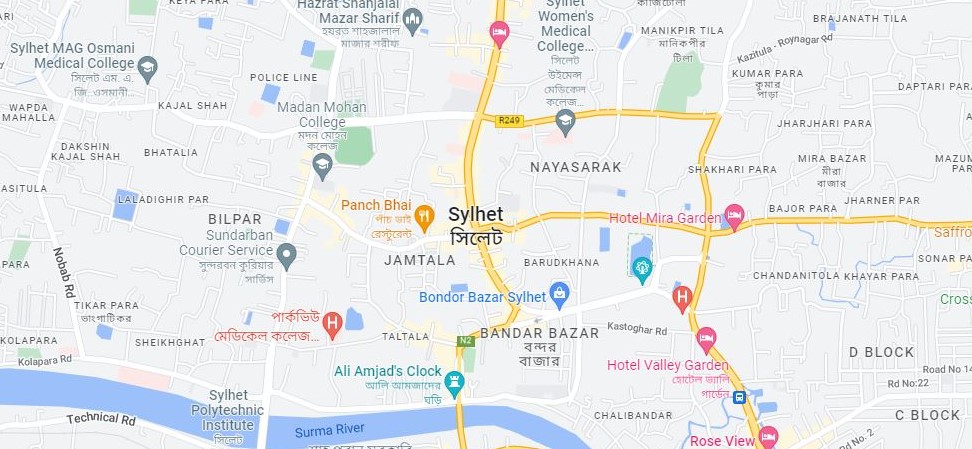 KEYA PARA
Hazrat Shahjalal
Mazar Sharif
হযরত শাহজালাল
মাজার শরীফ
Sylhet
Women's
Medical
College...
সিলেট
উইমেন্স
মেডিকেল
কলেজ...
MANIKPIR TILA
মানিকপীর
টিলা
BRAJANATH TILA
Kazitula - Roynagar Rd
Sylhet MAG Osmani
Medical College
সিলেট এম. এ.
জি. ওসমানী...
POLICE LINE
KUMAR PARA
কুমার
পাড়া
DAPTARI PARA
WAPDA
MAHALLA
KAJAL SHAH
Madan Mohan
College
মদন মোহন
কলেজ
R249
JHARJHARI PARA
DAKSHIN
KAJAL SHAH
BHATALIA
NAYASARAK
SHAKHARI PARA
MIRA BAZAR
মীরা
বাজার
LALADIGHIR PAR
Panch Bhai
পাঁচ ভাই
রেস্টুরেন্ট
Sylhet
সিলেট
Hotel Mira Garden
BAJOR PARA
JHERNER PAR
BILPAR
Sundarban
Courier Service
সুন্দরবন কুরিয়ার
সার্ভিস
JAMTALA
BARUDKHANA
SONAR PA
CHANDANITOLA
KHAYAR PARA
Nobab Rd
Bondor Bazar Sylhet
TIKAR PARA
ভাংগাটিকর
পার্কভিউ
মেডিকেল কলেজ...
BANDAR BAZAR
বন্দর
বাজার
Kastoghar Rd
KOLAPARA
SHEIKHGHAT
TALTALA
N2
Kolapara Rd
D BLOCK
Hotel Valley Garden
হোটেল ভ্যালি
গার্ডেন
Road No 14
Rd No:22
Ali Amjad's Clock
আলি আমজাদের
ঘড়ি
Sylhet
Polytechnic
Institute
সিলেট
Technical Rd
Surma River
CHALIBANDAR
C BLOCK
Rose View
Rd No. 2